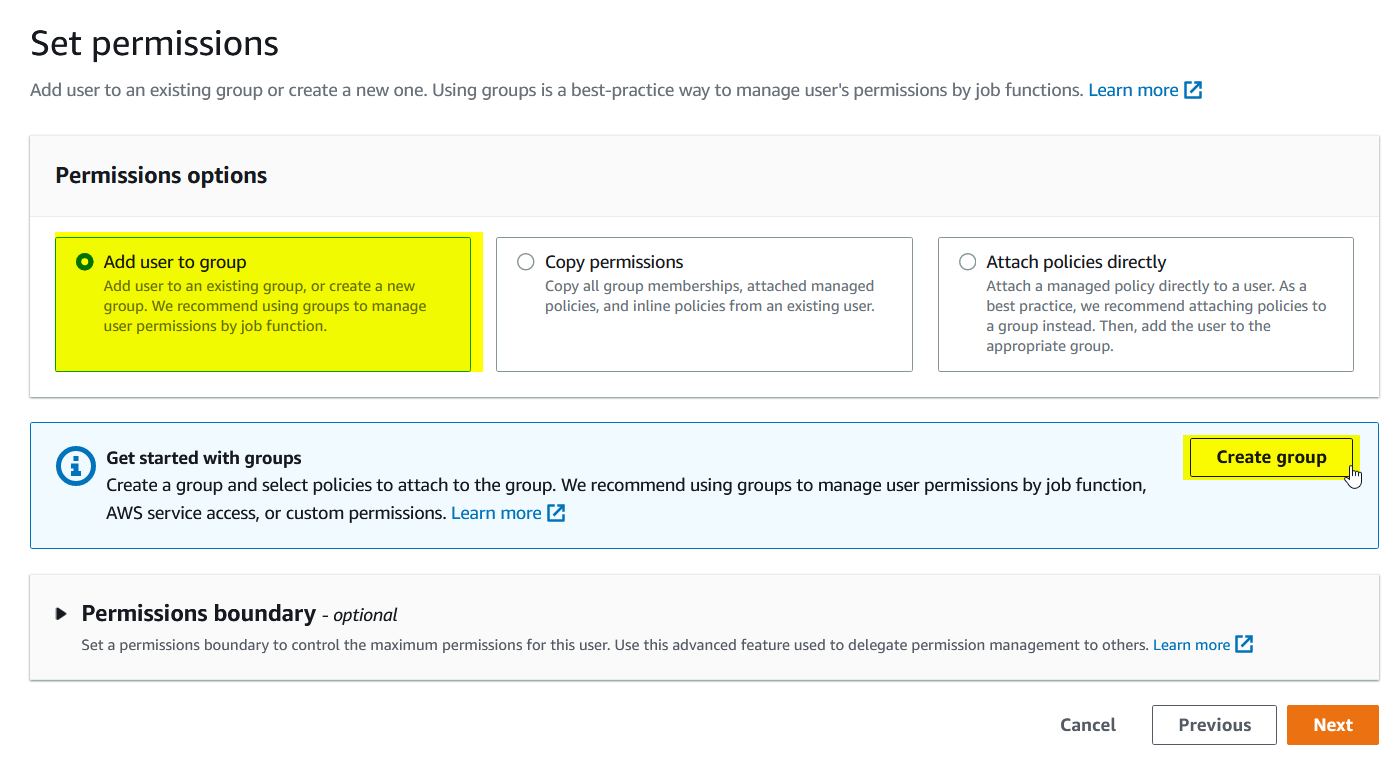 Set permissions
Add user to an existing group or create a new one. Using groups is a best-practice way to manage user's permissions by job functions. Learn more
Permissions options
Add user to group
Add user to an existing group, or create a new
group. We recommend using groups to manage
user permissions by job function.
Copy permissions
Copy all group memberships, attached managed
policies, and inline policies from an existing user.
Attach policies directly
Attach a managed policy directly to a user. As a
best practice, we recommend attaching policies to
a group instead. Then, add the user to the
appropriate group.
Get started with groups
Create a group and select policies to attach to the group. We recommend using groups to manage user permissions by job function,
AWS service access, or custom permissions. Learn more
Create group
Permissions boundary - optional
Set a permissions boundary to control the maximum permissions for this user. Use this advanced feature used to delegate permission management to others. Learn more
Cancel
Previous
Next